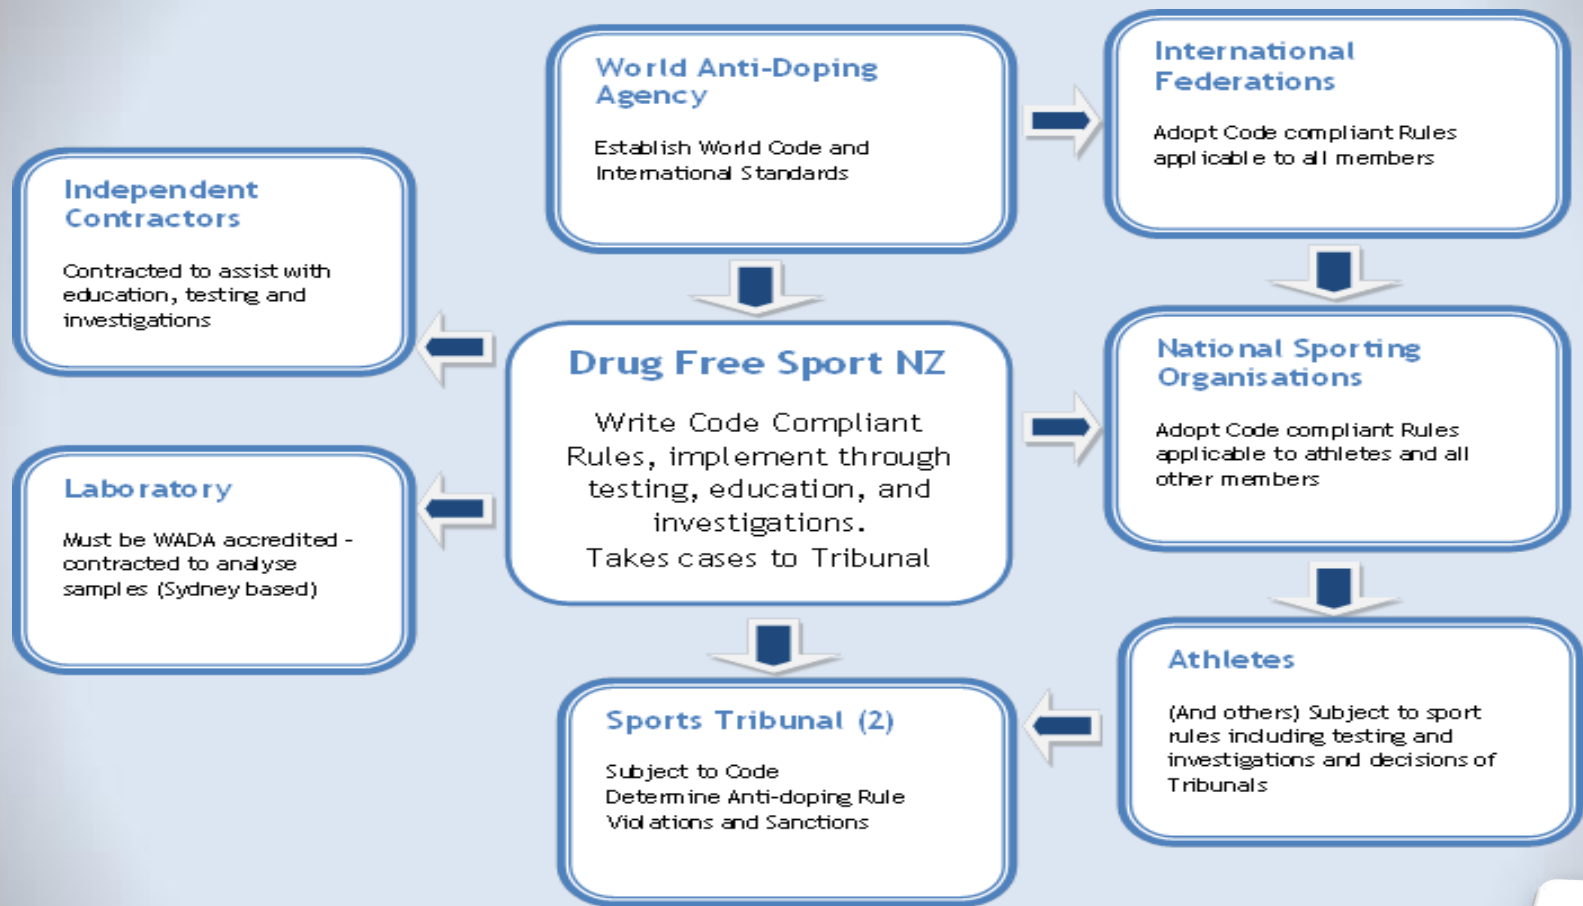 World Anti-Doping
Agency
Establish World Code and
International Standards
International
Federations
Adopt Code compliant Rules
applicable to all members
Independent
Contractors
Contracted to assist with
education, testing and
investigations
Drug Free Sport NZ
Write Code Compliant
Rules, implement through
testing, education, and
investigations.
Takes cases to Tribunal
National Sporting
Organisations
Adopt Code compliant Rules
applicable to athletes and all
other members
Laboratory
Must be WADA accredited -
contracted to analyse
samples (Sydney based)
Sports Tribunal (2)
Subject to Code
Determine Anti-doping Rule
Violations and Sanctions
Athletes
(And others) Subject to sport
rules including testing and
investigations and decisions of
Tribunals